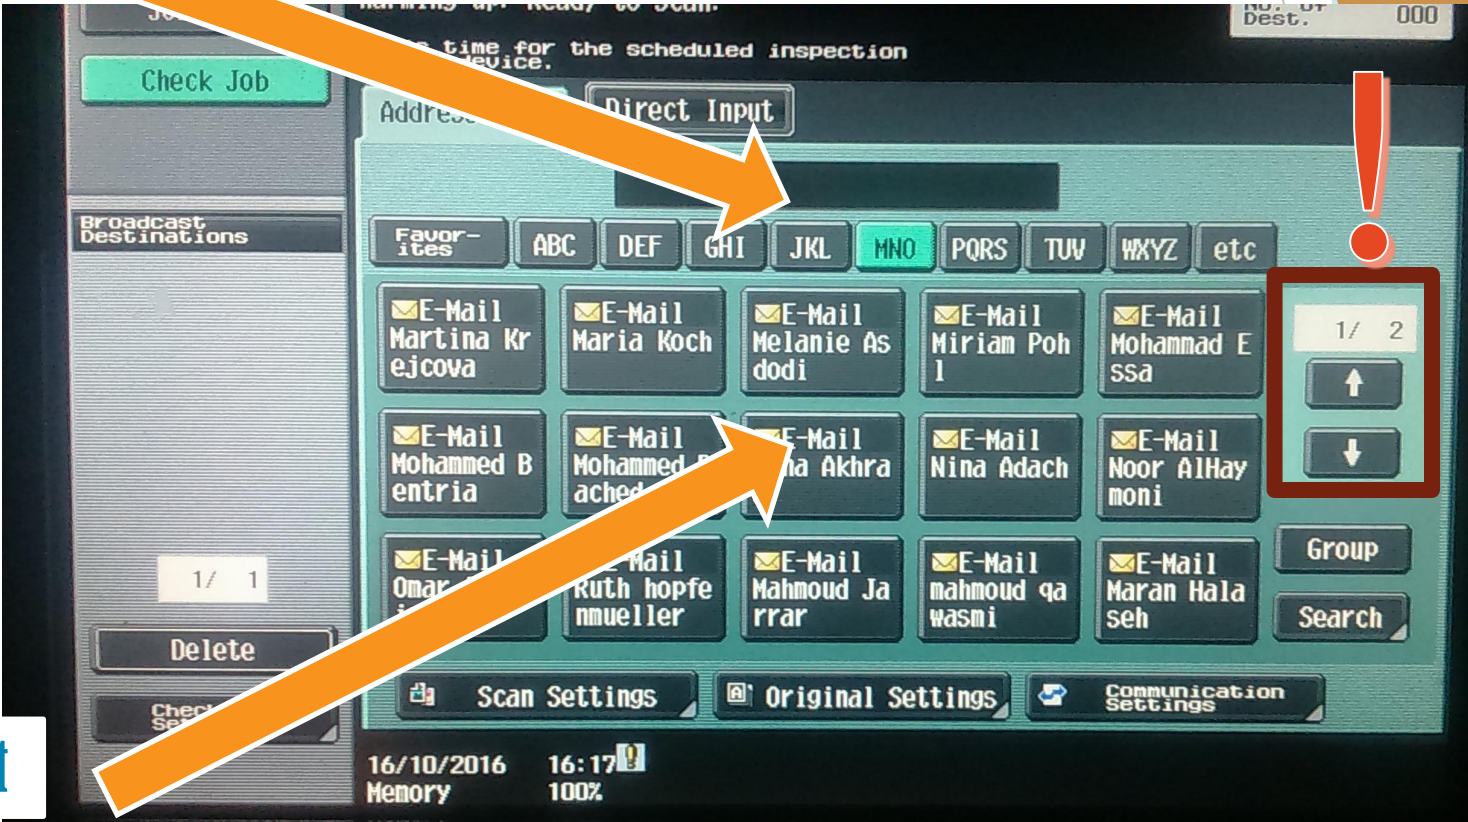 to Scan.
No. of
Dest. 000
time for the scheduled inspection
device.
Check Job
Direct Input
Broadcast
Destinations
Favor-
ites
ABC
DEF
GHI
JKL
MNO
PQRS
TUV
WXYZ
etc
E-Mail
Martina Kr
ejcova
E-Mail
Maria Koch
E-Mail
Melanie As
dodi
E-Mail
Miriam Poh
l
E-Mail
Mohammad E
ssa
1/ 2
E-Mail
Mohammed B
entria
E-Mail
Mohammed
ached
E-Mail
Akhra
E-Mail
Nina Adach
E-Mail
Noor AlHay
moni
E-Mail
Omar
E-Mail
Ruth hopfe
nmueller
E-Mail
Mahmoud Ja
rrar
E-Mail
mahmoud qa
wasmi
E-Mail
Maran Hala
seh
Group
Search
1/ 1
Delete
Scan Settings
Original Settings
Communication
Settings
16/10/2016 16:17
Memory 100%